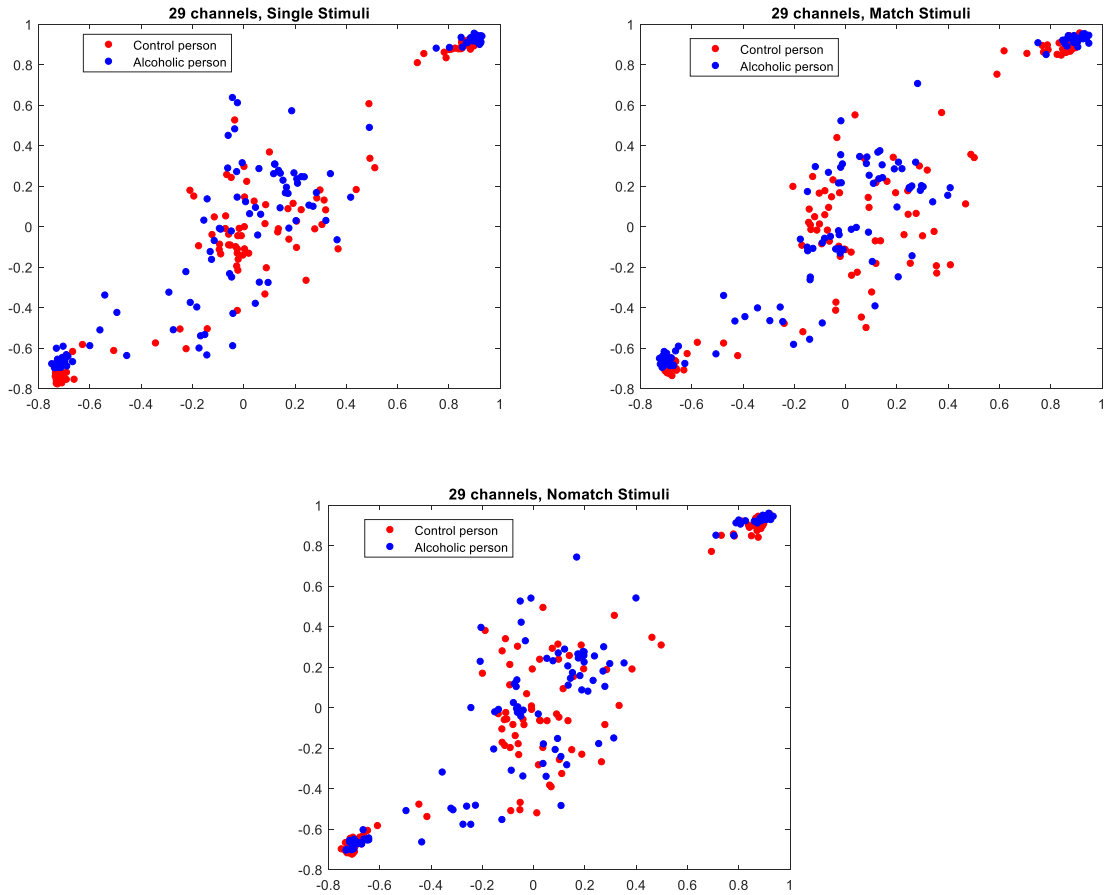 29 channels, Single Stimuli
Control person
Alcoholic person
1
0.8
0.6
0.4
0.2
0
-0.2
-0.4
-0.6
-0.8
-0.8 -0.6 -0.4 -0.2 0 0.2 0.4 0.6 0.8 1
29 channels, Match Stimuli
Control person
Alcoholic person
1
0.8
0.6
0.4
0.2
0
-0.2
-0.4
-0.6
-0.8
-0.8 -0.6 -0.4 -0.2 0 0.2 0.4 0.6 0.8 1
29 channels, Nomatch Stimuli
Control person
Alcoholic person
1
0.8
0.6
0.4
0.2
0
-0.2
-0.4
-0.6
-0.8
-0.8 -0.6 -0.4 -0.2 0 0.2 0.4 0.6 0.8 1